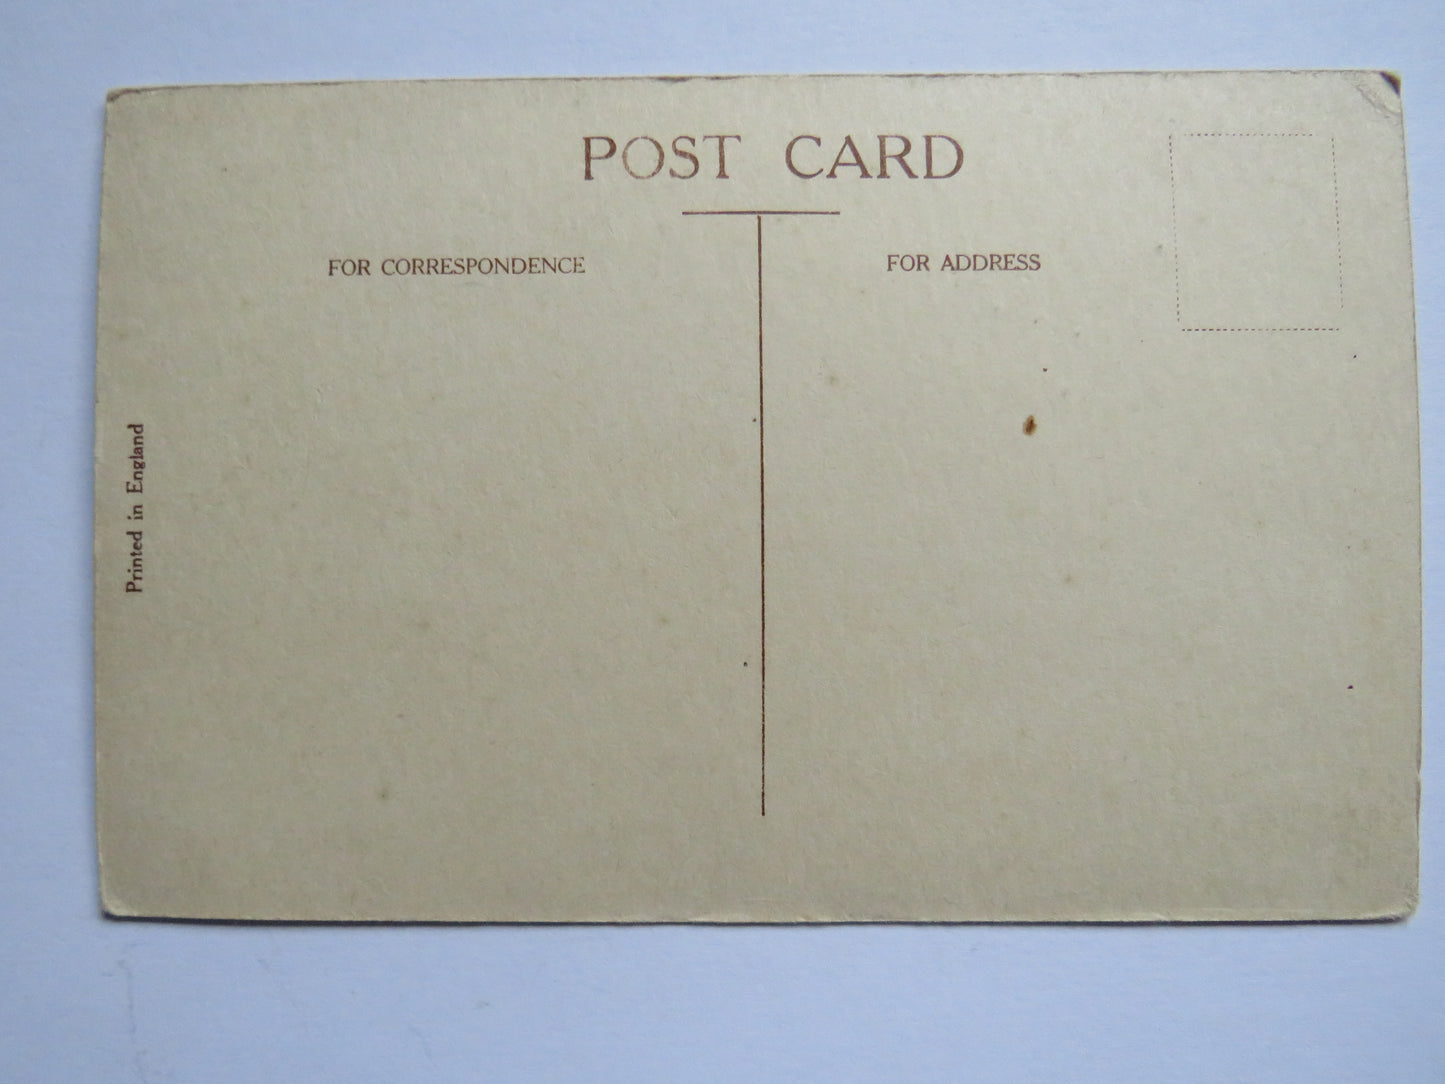 POST CARD
FOR CORRESPONDENCE
FOR ADDRESS
Printed in England